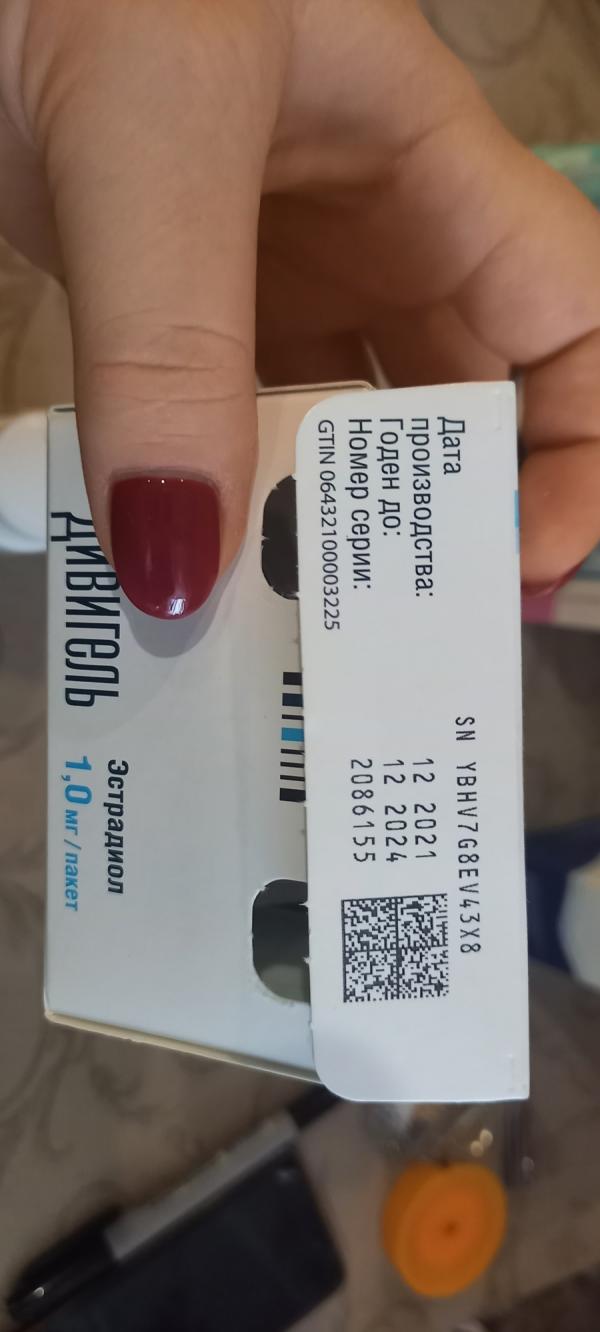 Дата
производства:
Годен до:
Номер серии:
GTIN 06432100003225
SN YBHV7G8EV43X8
12 2021
12 2024
2086155
Эстрадиол
ДИВИГЕЛЬ
1,0 мг / пакет